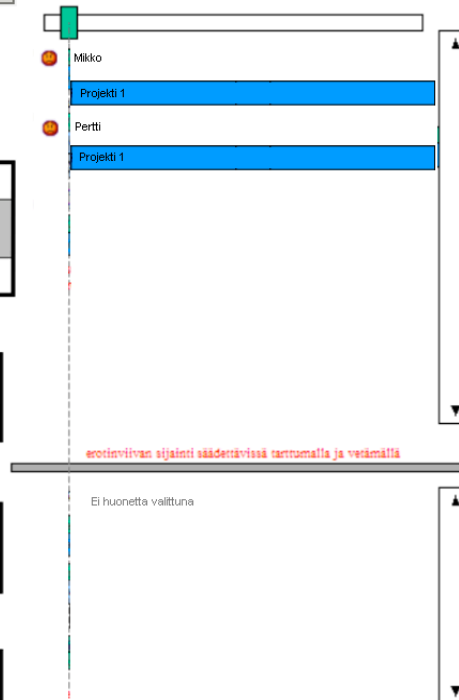 Mikko
Projekti 1
Pertti
Projekti 1
erotinviivan sijainti säädettävissä tarttumalla ja vetämällä
Ei huonetta valittuna